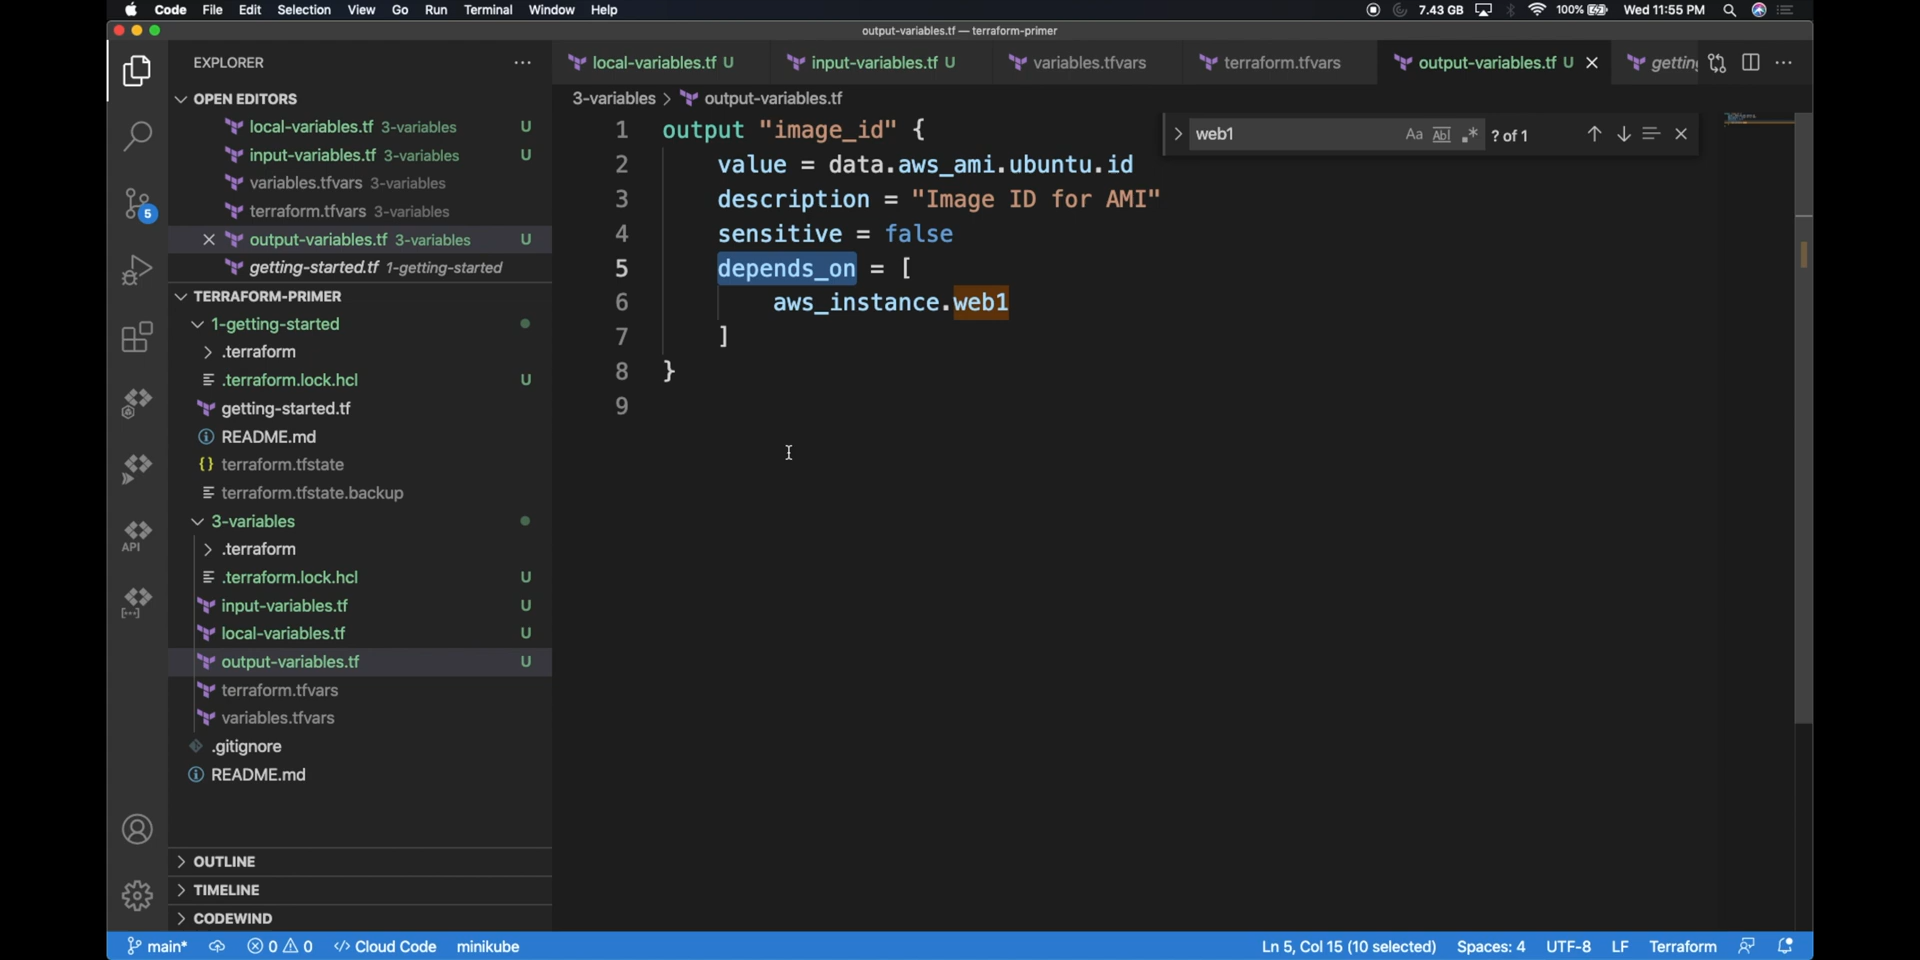 Code File Edit Selection View Go Run Terminal Window Help 7.43 GB 100% Wed 11:55 PM
output-variables.tf — terraform-primer
EXPLORER
local-variables.tf U input-variables.tf U variables.tfvars terraform.tfvars output-variables.tf U
3-variables > output-variables.tf
OPEN EDITORS
local-variables.tf 3-variables U
input-variables.tf 3-variables U
variables.tfvars 3-variables
terraform.tfvars 3-variables
output-variables.tf 3-variables U
getting-started.tf 1-getting-started
TERRAFORM-PRIMER
1-getting-started
.terraform
.terraform.lock.hcl U
getting-started.tf
README.md
terraform.tfstate
terraform.tfstate.backup
3-variables
.terraform
.terraform.lock.hcl U
input-variables.tf U
local-variables.tf U
output-variables.tf U
terraform.tfvars
variables.tfvars
.gitignore
README.md
OUTLINE
TIMELINE
CODEWIND
5
API
web1 Aa Abl .* ? of 1
1 output "image_id" {
2 value = data.aws_ami.ubuntu.id
3 description = "Image ID for AMI"
4 sensitive = false
5 depends_on = [
6 aws_instance.web1
7 ]
8 }
9
main* 0 0 Cloud Code minikube Ln 5, Col 15 (10 selected) Spaces: 4 UTF-8 LF Terraform